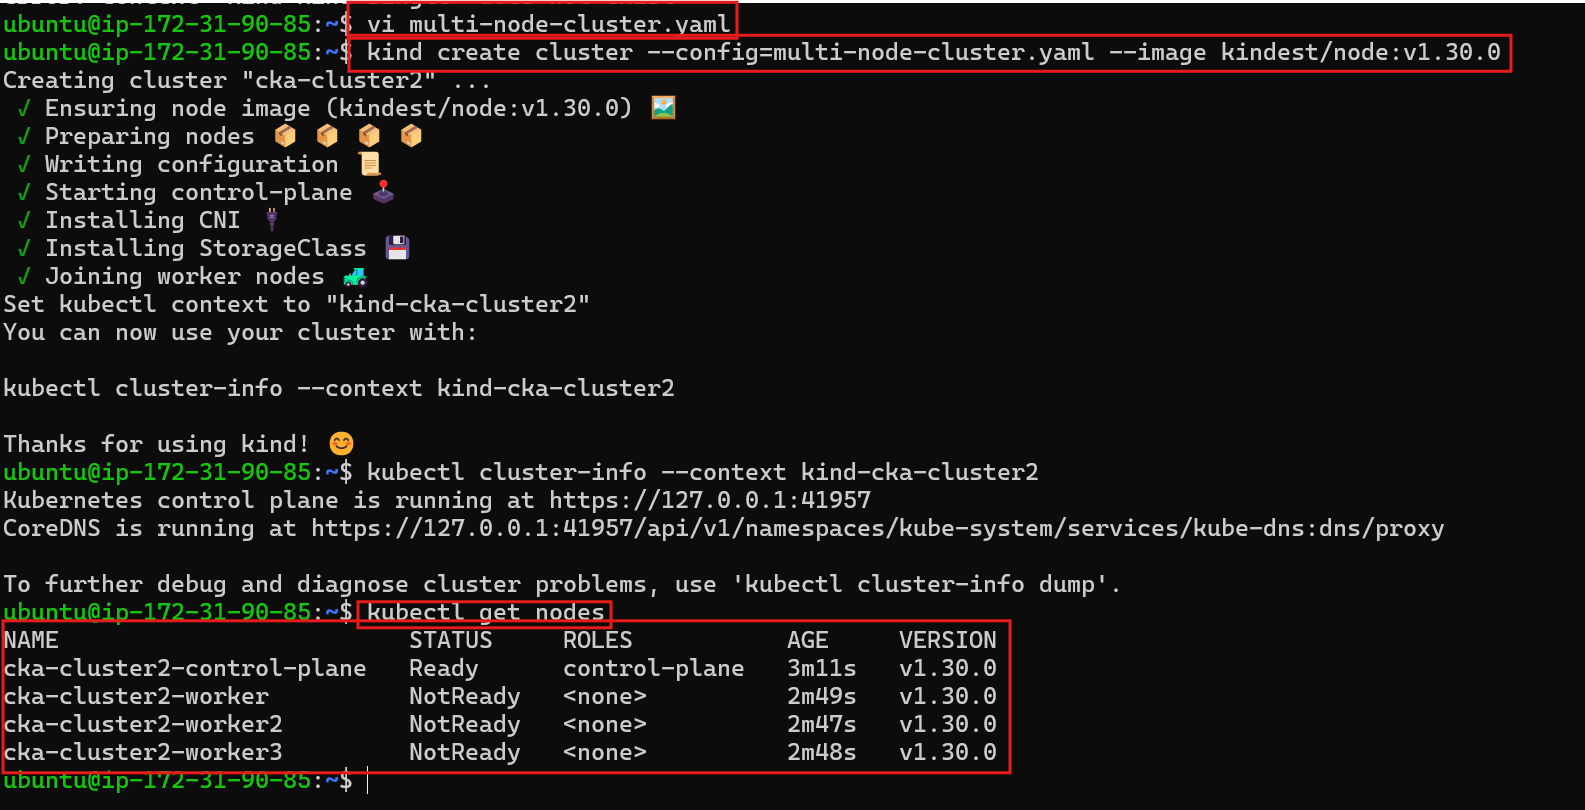 ubuntu@ip-172-31-90-85:~$ vi multi-node-cluster.yaml
ubuntu@ip-172-31-90-85:~$ kind create cluster --config=multi-node-cluster.yaml --image kindest/node:v1.30.0
Creating cluster "cka-cluster2" ...
✓ Ensuring node image (kindest/node:v1.30.0) 🖼
✓ Preparing nodes 📦 📦 📦 📦
✓ Writing configuration 📜
✓ Starting control-plane 🕹
✓ Installing CNI 🔌
✓ Installing StorageClass 💾
✓ Joining worker nodes 🚜
Set kubectl context to "kind-cka-cluster2"
You can now use your cluster with:
kubectl cluster-info --context kind-cka-cluster2
Thanks for using kind! 😊
ubuntu@ip-172-31-90-85:~$ kubectl cluster-info --context kind-cka-cluster2
Kubernetes control plane is running at https://127.0.0.1:41957
CoreDNS is running at https://127.0.0.1:41957/api/v1/namespaces/kube-system/services/kube-dns:dns/proxy
To further debug and diagnose cluster problems, use 'kubectl cluster-info dump'.
ubuntu@ip-172-31-90-85:~$ kubectl get nodes
NAME STATUS ROLES AGE VERSION
cka-cluster2-control-plane Ready control-plane 3m11s v1.30.0
cka-cluster2-worker NotReady <none> 2m49s v1.30.0
cka-cluster2-worker2 NotReady <none> 2m47s v1.30.0
cka-cluster2-worker3 NotReady <none> 2m48s v1.30.0
ubuntu@ip-172-31-90-85:~$